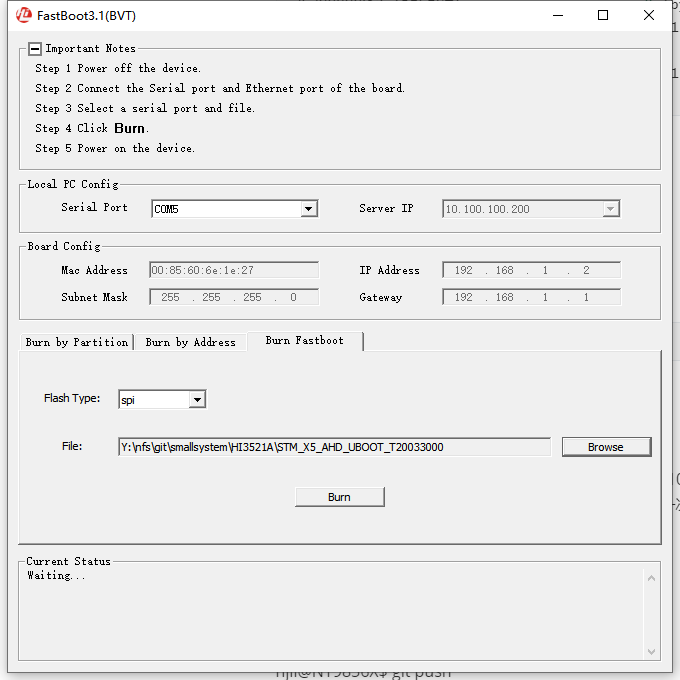 FastBoot3.1(BVT)
Important Notes
Step 1 Power off the device.
Step 2 Connect the Serial port and Ethernet port of the board.
Step 3 Select a serial port and file.
Step 4 Click Burn.
Step 5 Power on the device.
Local PC Config
Serial Port COM5 Server IP 10.100.100.200
Board Config
Mac Address 00:85:60:6e:1e:27 IP Address 192 . 168 . 1 . 2
Subnet Mask 255 . 255 . 255 . 0 Gateway 192 . 168 . 1 . 1
Burn by Partition Burn by Address Burn Fastboot
Flash Type: spi
File: Y:\nfs\git\smallsystem\HI3521A\STM_X5_AHD_UBOOT_T20033000 Browse
Burn
Current Status
Waiting...
git push